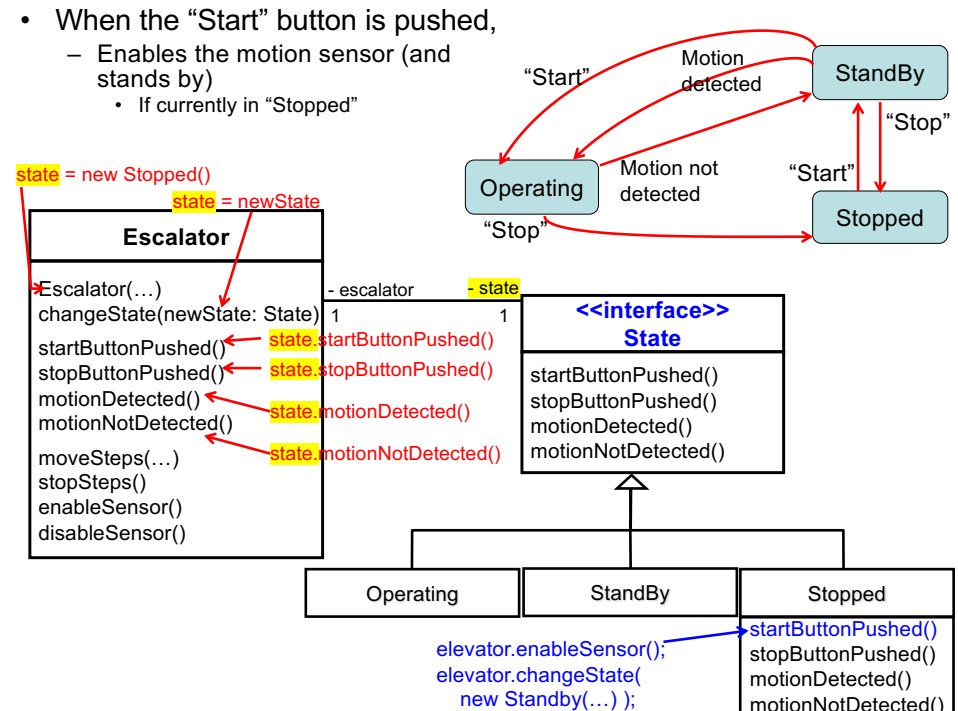 • When the “Start” button is pushed,
– Enables the motion sensor (and
stands by)
• If currently in “Stopped”
“Start”
Motion
detected
StandBy
“Stop”
Operating
Motion not
detected
“Start”
“Stop”
Stopped
state = new Stopped()
state = newState
Escalator
Escalator(…)
changeState(newState: State)
startButtonPushed()
stopButtonPushed()
motionDetected()
motionNotDetected()
moveSteps(…)
stopSteps()
enableSensor()
disableSensor()
- escalator
- state
1
1
state.startButtonPushed()
state.stopButtonPushed()
state.motionDetected()
state.motionNotDetected()
<<interface>>
State
startButtonPushed()
stopButtonPushed()
motionDetected()
motionNotDetected()
Operating
StandBy
Stopped
elevator.enableSensor();
elevator.changeState(
new Standby(…) );
startButtonPushed()
stopButtonPushed()
motionDetected()
motionNotDetected()